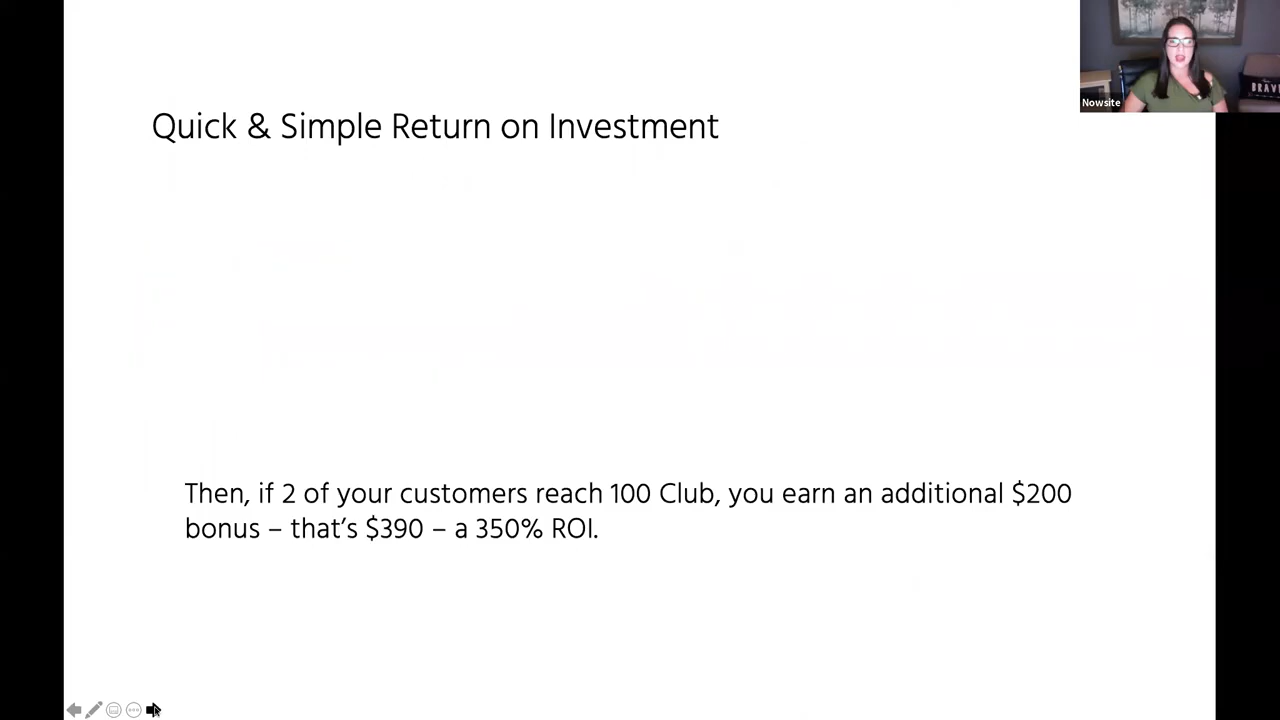 Quick & Simple Return on Investment
Nowsite
BRAVE
Then, if 2 of your customers reach 100 Club, you earn an additional $200
bonus – that’s $390 – a 350% ROI.